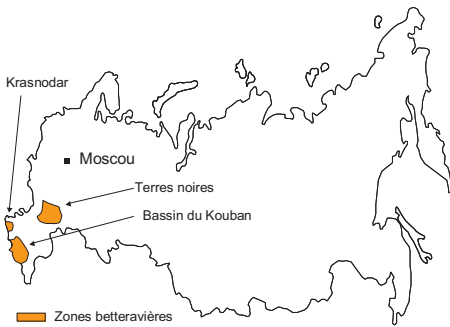 Krasnodar
Moscou
Terres noires
Bassin du Kouban
Zones betteravières